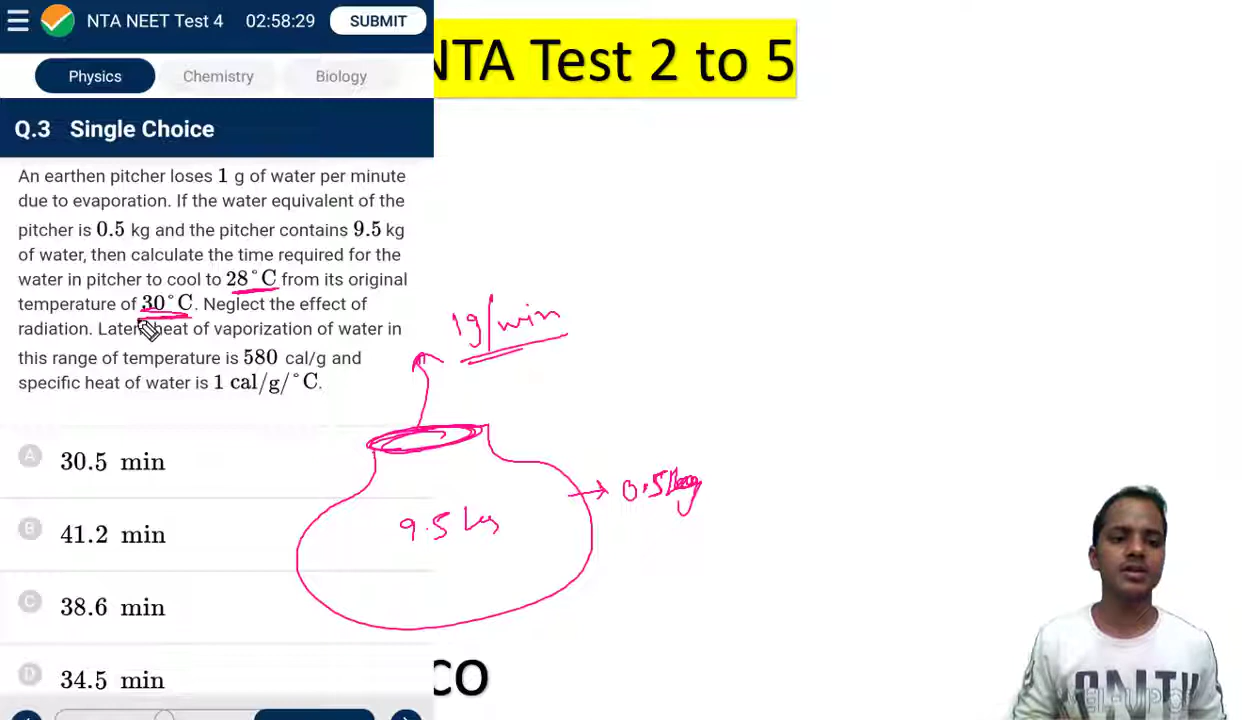 NTA NEET Test 4 02:58:29 SUBMIT
NTA Test 2 to 5
Physics Chemistry Biology
Q.3 Single Choice
An earthen pitcher loses 1 g of water per minute
due to evaporation. If the water equivalent of the
pitcher is 0.5 kg and the pitcher contains 9.5 kg
of water, then calculate the time required for the
water in pitcher to cool to 28°C from its original
temperature of 30°C. Neglect the effect of
radiation. Latent heat of vaporization of water in
this range of temperature is 580 cal/g and
specific heat of water is 1 cal/g/°C.
1g/min
A 30.5 min
0.5kg
9.5 kg
B 41.2 min
C 38.6 min
D 34.5 min
CO